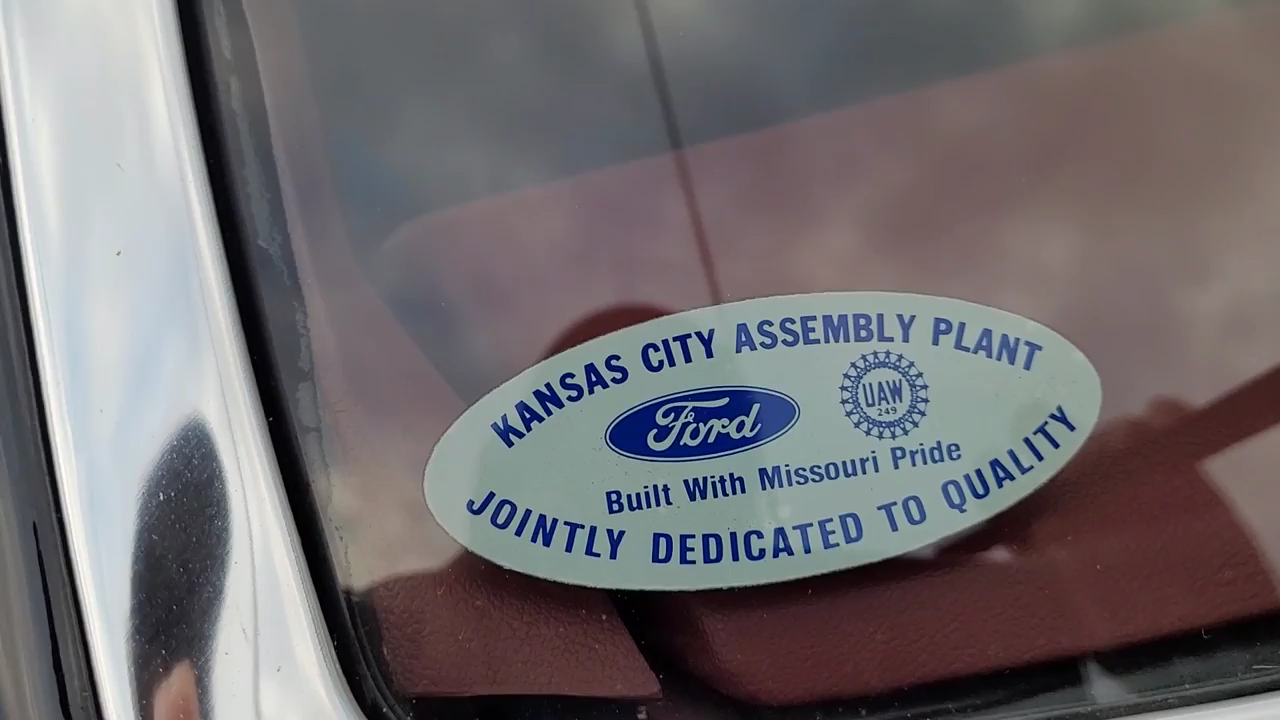 KANSAS CITY ASSEMBLY PLANT
Ford
UAW
249
Built With Missouri Pride
JOINTLY DEDICATED TO QUALITY